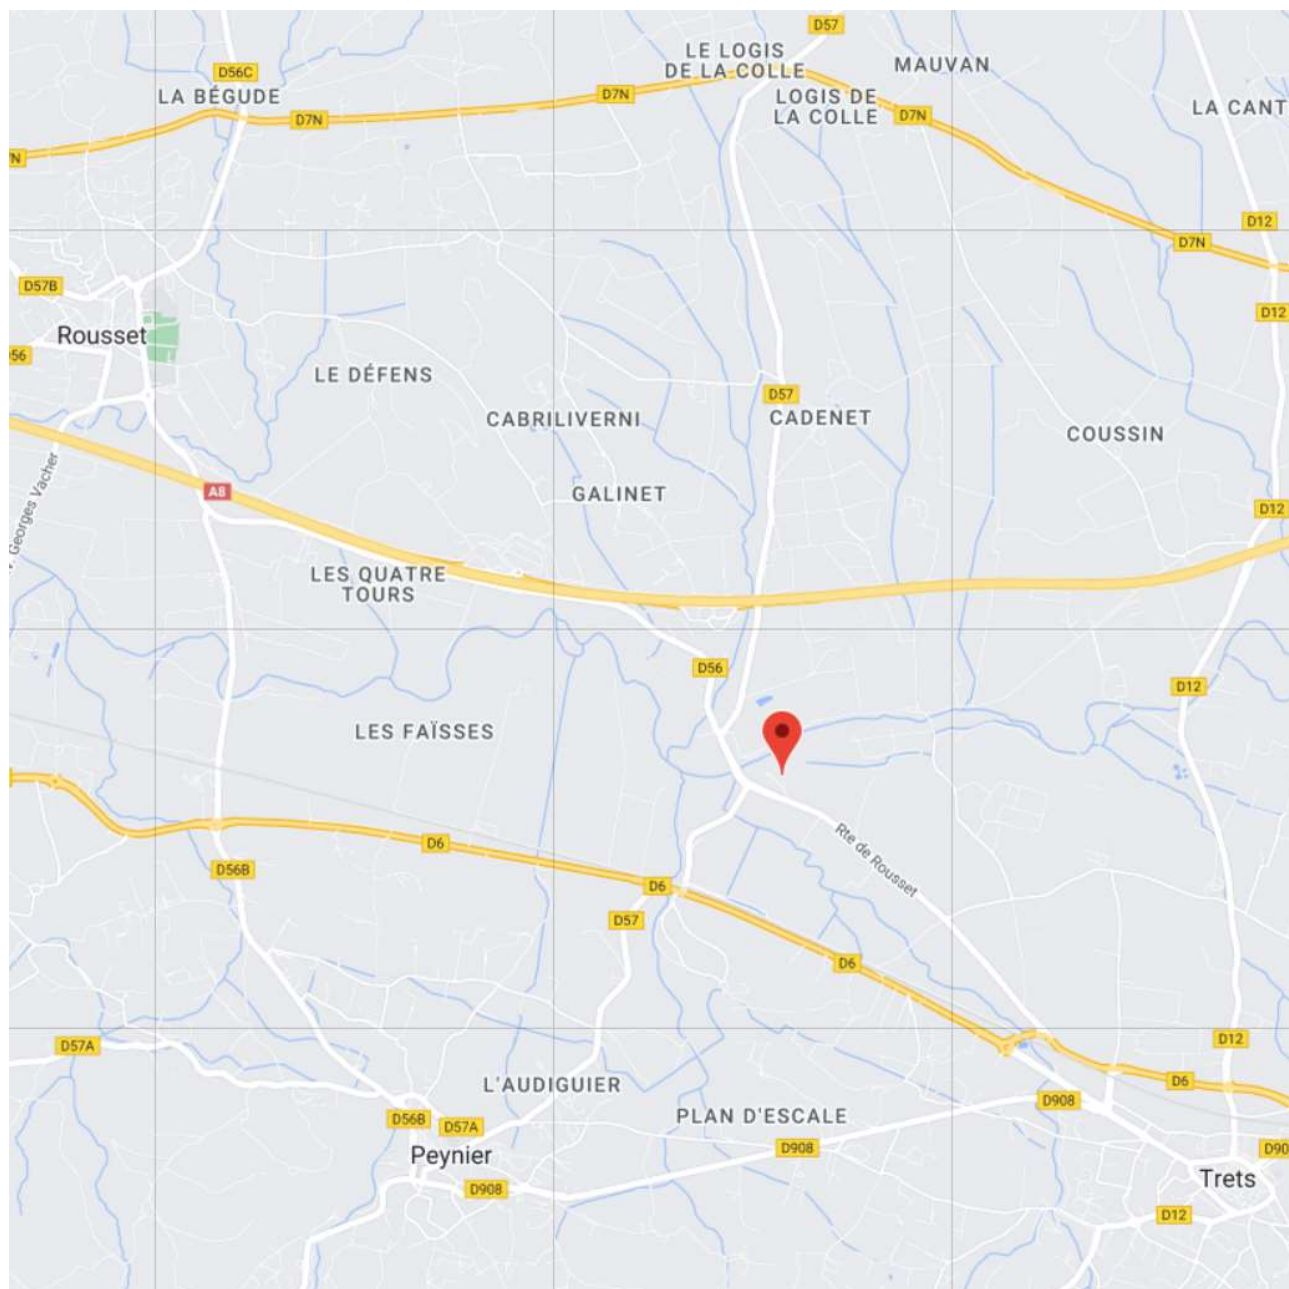 D57
LE LOGIS
DE LA COLLE
MAUVAN
D56C
LA BÉGUDE
D7N
D7N
LOGIS DE
LA COLLE
D7N
LA CANT
'N
D12
D7N
D57B
D12
Rousset
56
LE DÉFENS
D57
CABRILIVERNI
CADENET
COUSSIN
A8
GALINET
D12
Georges Vacher
LES QUATRE
TOURS
D56
D12
LES FAÏSSES
D6
Rte de Rousset
D56B
D6
D57
D6
D57A
D12
L'AUDIGUIER
D6
D908
D56B
D57A
PLAN D'ESCALE
Peynier
D908
D90
Trets
D908
D12